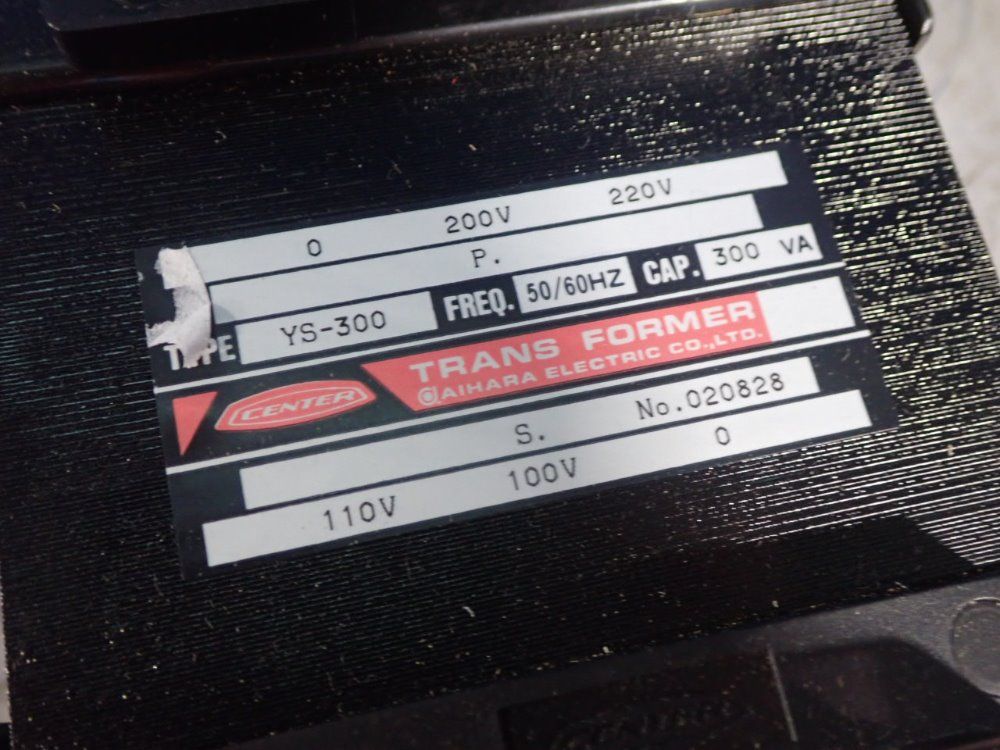 0 200V 220V
P.
TYPE YS-300 FREQ. 50/60HZ CAP. 300 VA
CENTER TRANS FORMER
AIHARA ELECTRIC CO.,LTD.
S. No.020828
110V 100V 0